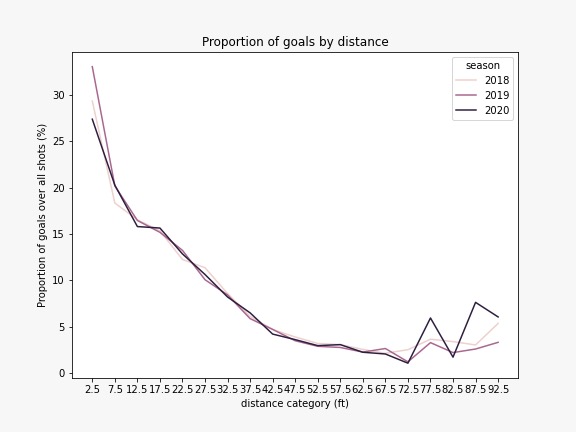 Proportion of goals by distance
season
2018
2019
2020
Proportion of goals over all shots (%)
30
25
20
15
10
5
0
2.5 7.5 12.5 17.5 22.5 27.5 32.5 37.5 42.5 47.5 52.5 57.5 62.5 67.5 72.5 77.5 82.5 87.5 92.5
distance category (ft)